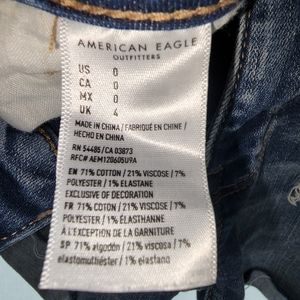 AMERICAN EAGLE
OUTFITTERS
US 0
CA 0
MX 0
UK 4
MADE IN CHINA / FABRIQUÉ EN CHINE /
HECHO EN CHINA
RN 54485/CA 03873
RFC# AEM120605U9A
EN 71% COTTON/21% VISCOSE/7%
POLYESTER/1% ELASTANE
EXCLUSIVE OF DECORATION
FR 71% COTON/21% VISCOSE/7%
POLYESTER/1% ÉLASTHANNE
À L'EXCEPTION DE LA GARNITURE
SP 71% algodón/21% viscosa/7%
elastomultiéster/1% elastano